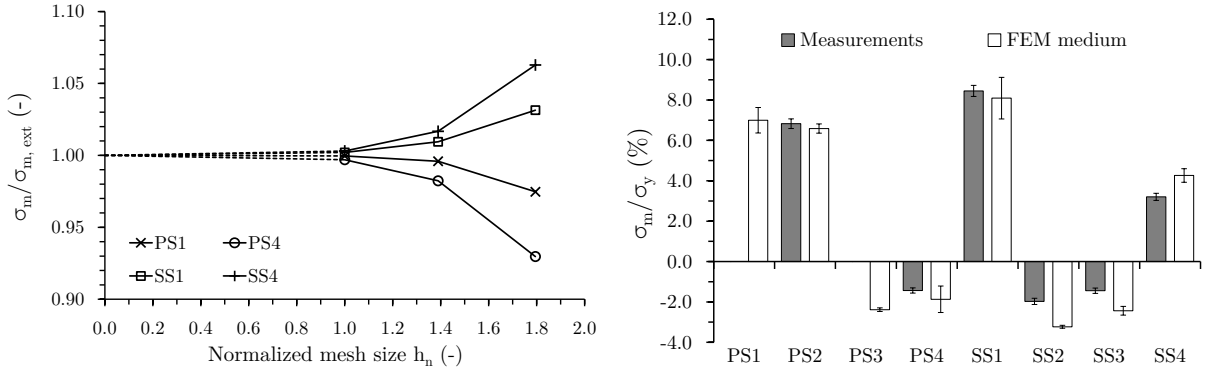 1.10
1.05
1.00
0.95
0.90
σm/σm, ext (-)
PS1 PS4
SS1 SS4
0.0 0.2 0.4 0.6 0.8 1.0 1.2 1.4 1.6 1.8 2.0
Normalized mesh size hn (-)
12.0
10.0
8.0
6.0
4.0
2.0
0.0
-2.0
-4.0
σm/σy (%)
Measurements FEM medium
PS1 PS2 PS3 PS4 SS1 SS2 SS3 SS4